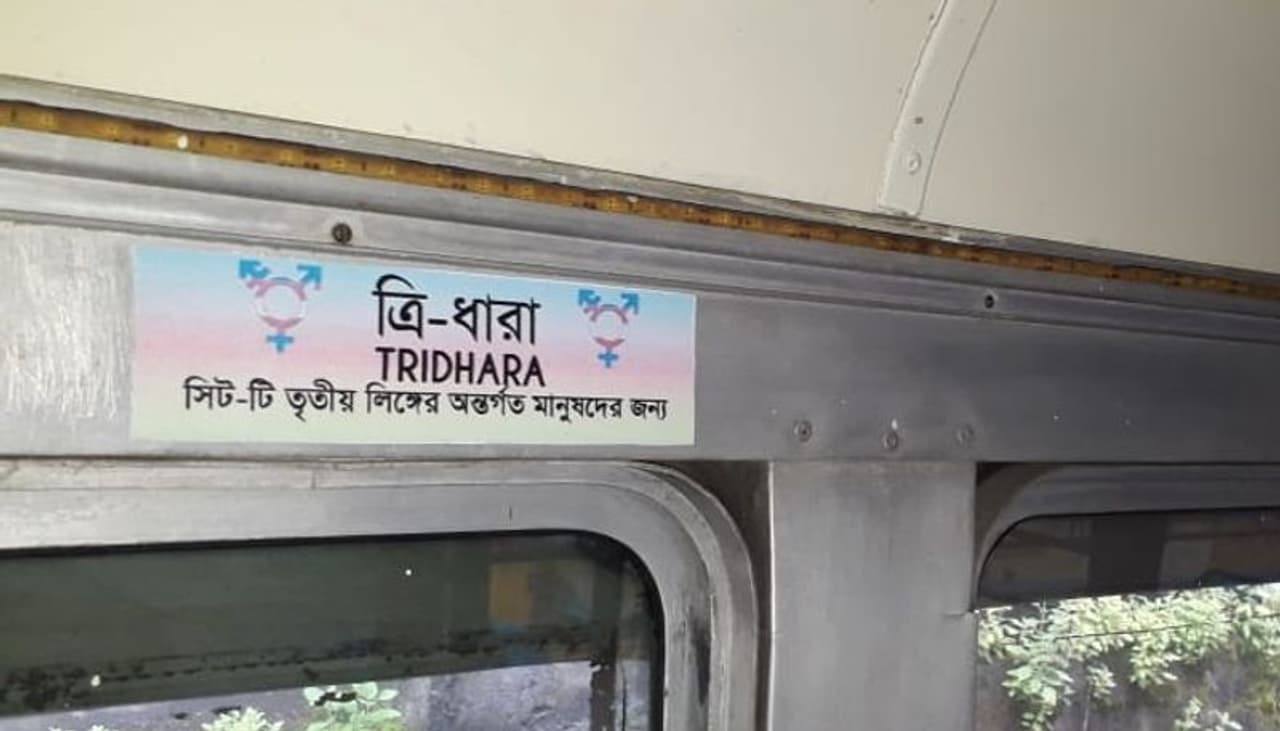 ত্রি-ধারা
TRIDHARA
সিট-টি তৃতীয় লিঙ্গের অন্তর্গত মানুষদের জন্য